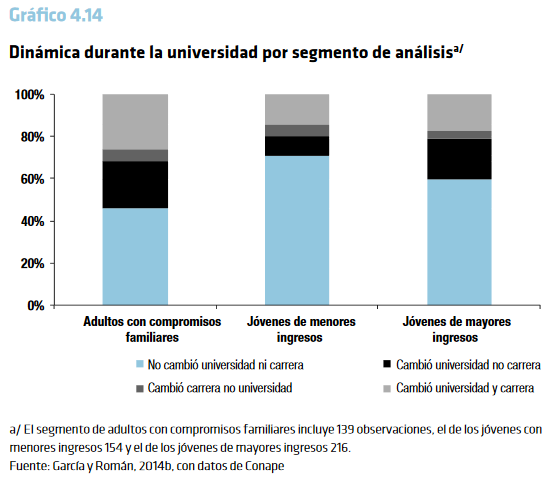 Gráfico 4.14
Dinámica durante la universidad por segmento de análisisa/
100%
80%
60%
40%
20%
0%
Adultos con compromisos
familiares
Jóvenes de menores
ingresos
Jóvenes de mayores
ingresos
No cambió universidad ni carrera
Cambió universidad no carrera
Cambió carrera no universidad
Cambió universidad y carrera
a/ El segmento de adultos con compromisos familiares incluye 139 observaciones, el de los jóvenes con
menores ingresos 154 y el de los jóvenes de mayores ingresos 216.
Fuente: García y Román, 2014b, con datos de Conape